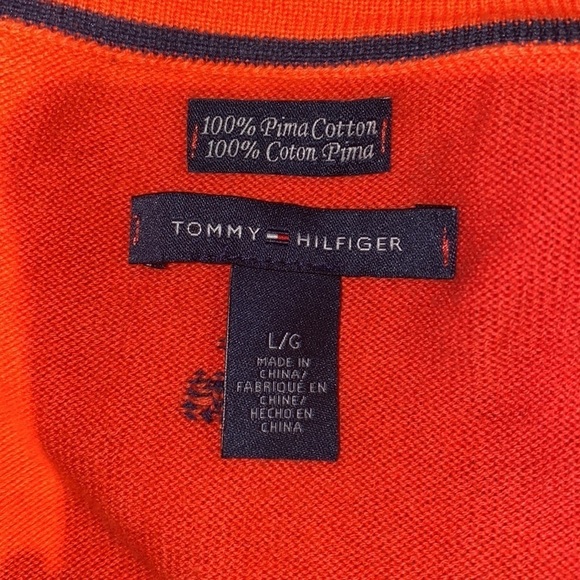 100% Pima Cotton
100% Coton Pima
TOMMY HILFIGER
L/G
MADE IN
CHINA/
FABRIQUÉ EN
CHINE/
HECHO EN
CHINA